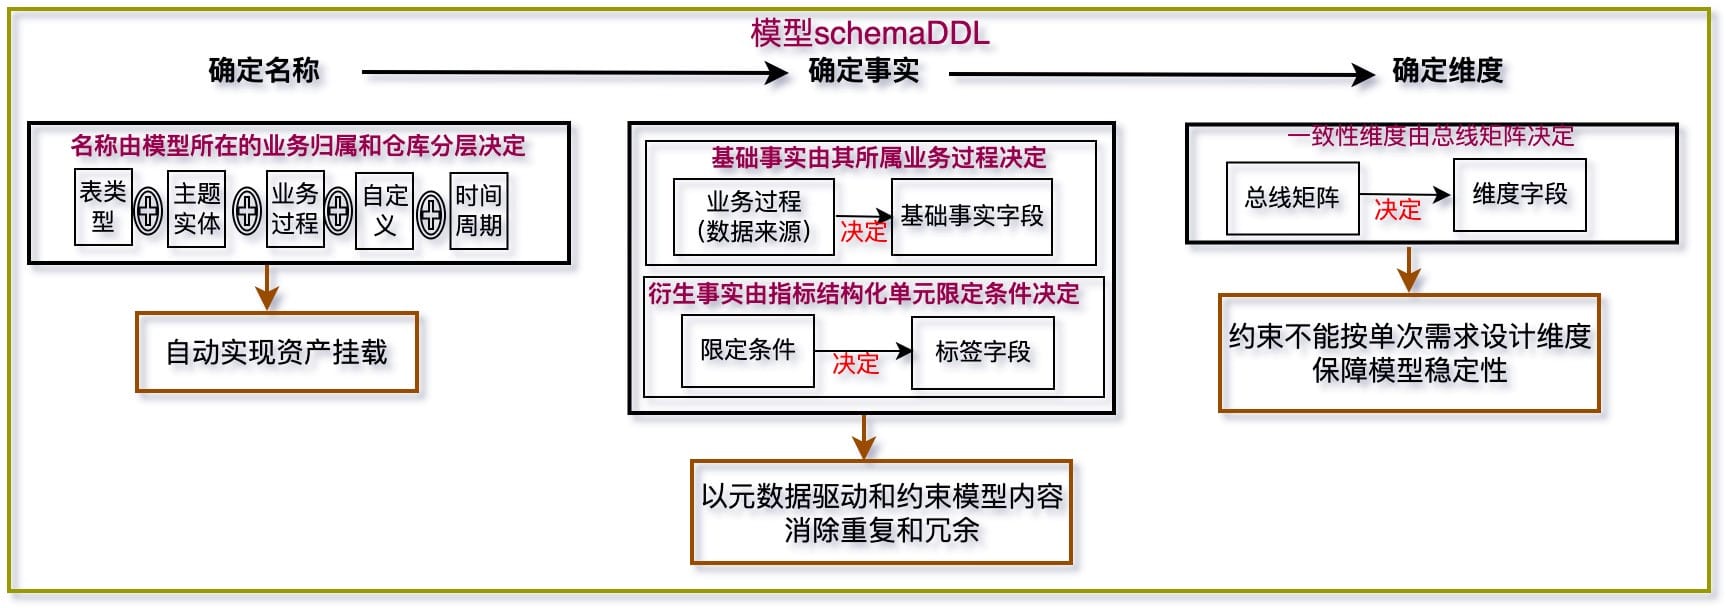 模型schemaDDL
确定名称
确定事实
确定维度
名称由模型所在的业务归属和仓库分层决定
表类
型
主题
实体
业务
过程
自定
义
时间
周期
自动实现资产挂载
基础事实由其所属业务过程决定
业务过程
（数据来源）
决定
基础事实字段
衍生事实由指标结构化单元限定条件决定
限定条件
决定
标签字段
以元数据驱动和约束模型内容
消除重复和冗余
一致性维度由总线矩阵决定
总线矩阵
决定
维度字段
约束不能按单次需求设计维度
保障模型稳定性